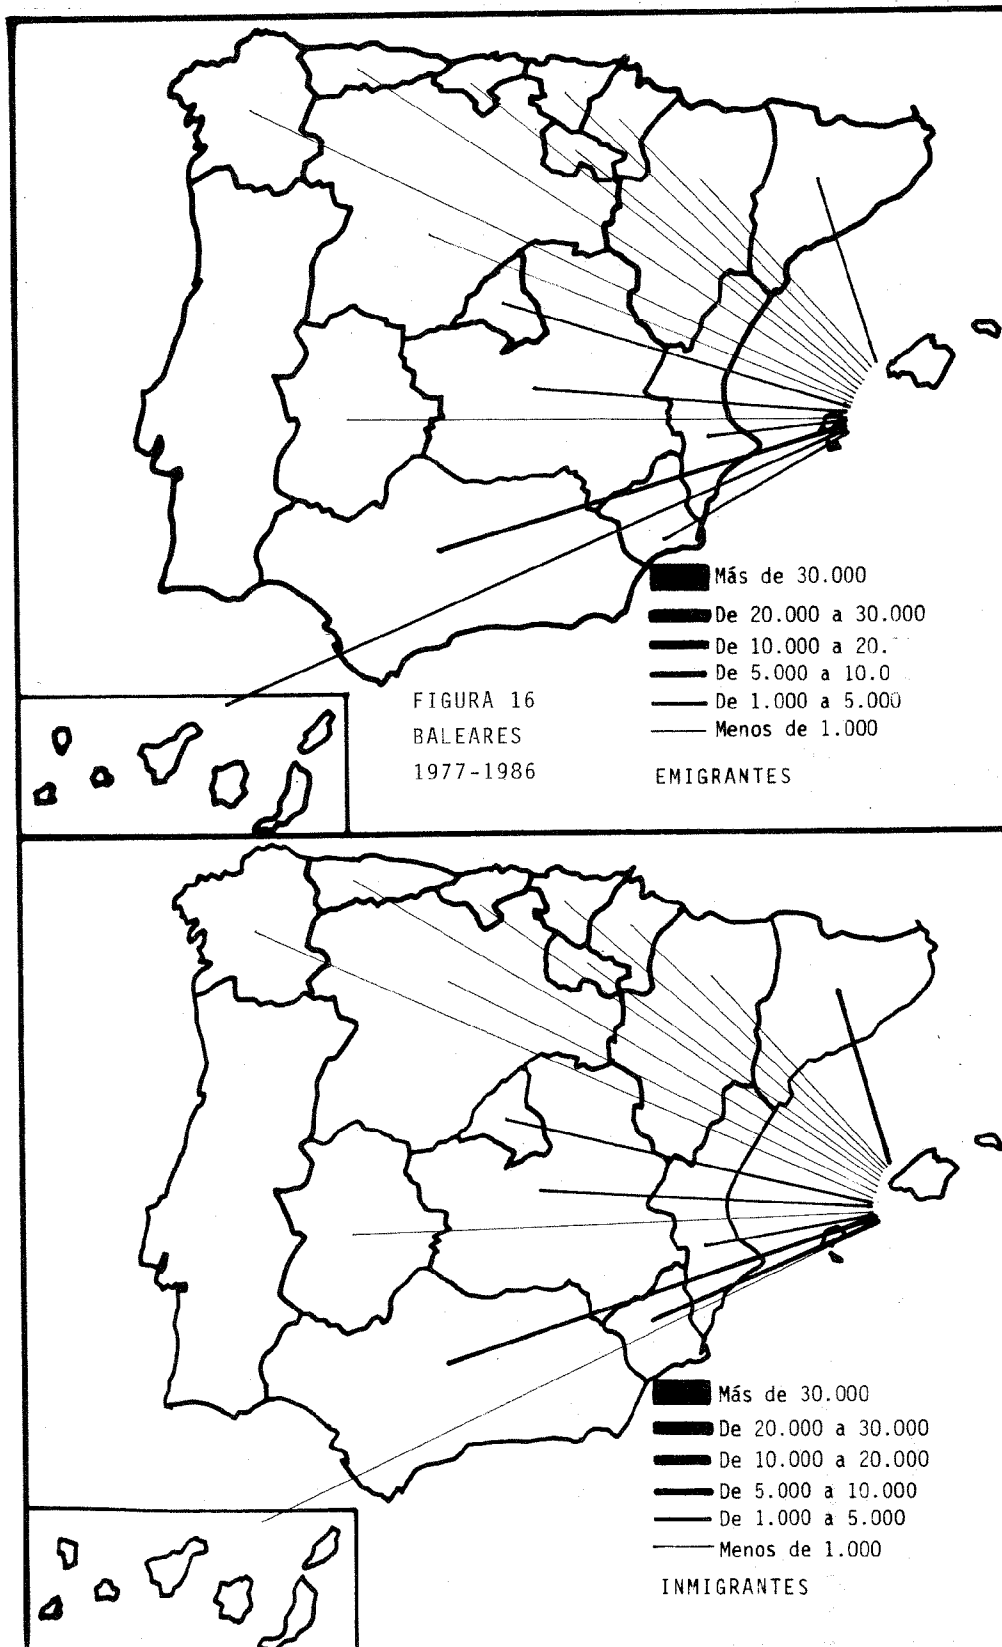 Más de 30.000
De 20.000 a 30.000
De 10.000 a 20.
De 5.000 a 10.0
De 1.000 a 5.000
Menos de 1.000
FIGURA 16
BALEARES
1977-1986
EMIGRANTES
Más de 30.000
De 20.000 a 30.000
De 10.000 a 20.000
De 5.000 a 10.000
De 1.000 a 5.000
Menos de 1.000
INMIGRANTES